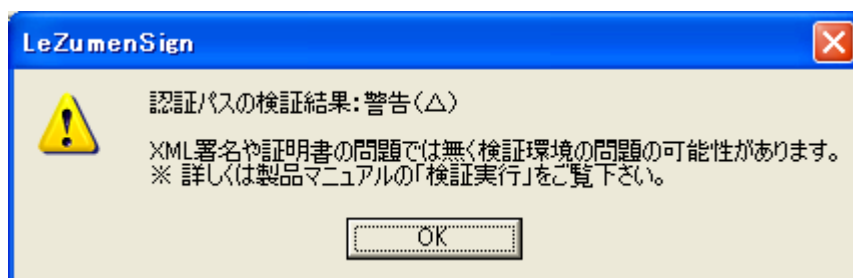 LeZumenSign
認証パスの検証結果:警告(△)
XML署名や証明書の問題では無く検証環境の問題の可能性があります。
※ 詳しくは製品マニュアルの「検証実行」をご覧下さい。
OK